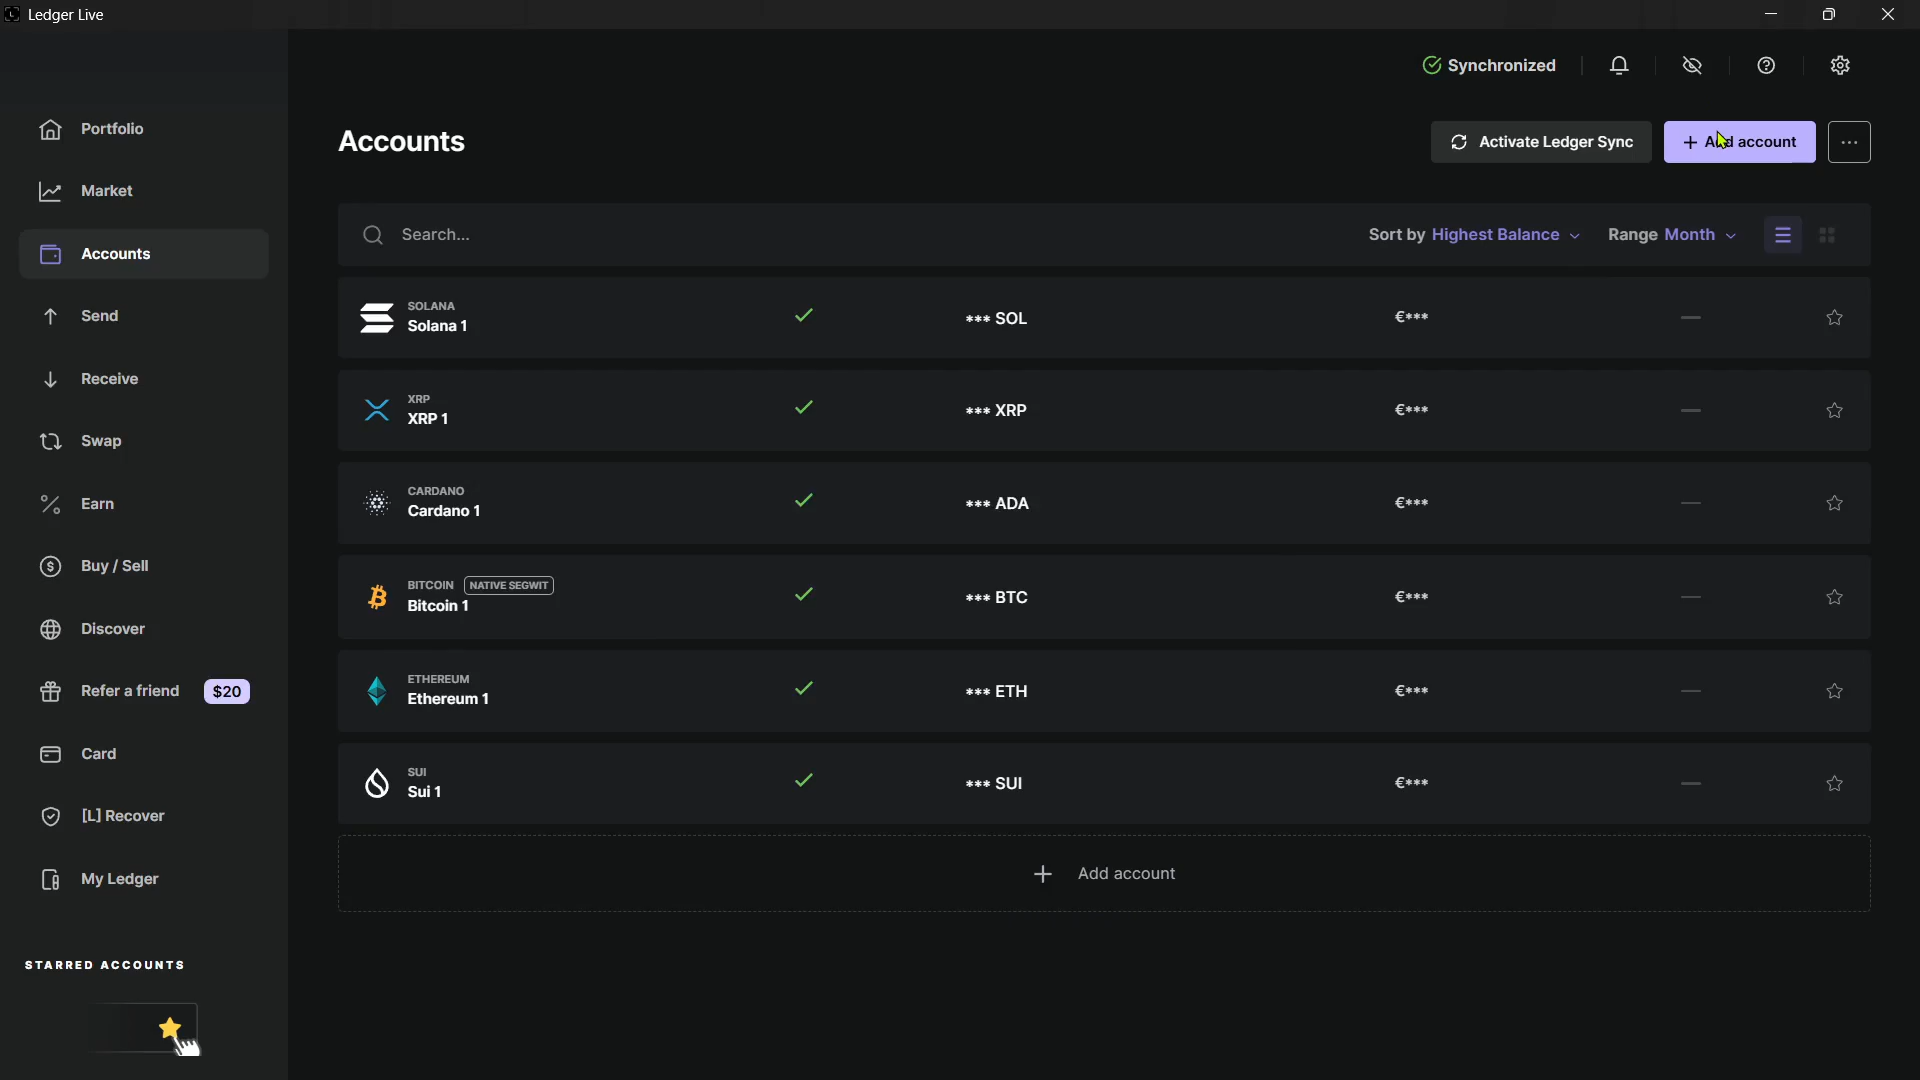 Ledger Live
Synchronized
Portfolio
Market
Accounts
Send
Receive
Swap
Earn
Buy / Sell
Discover
Refer a friend $20
Card
[L] Recover
My Ledger
STARRED ACCOUNTS
Accounts
Activate Ledger Sync
+ Add account
...
Search...
Sort by Highest Balance
Range Month
SOLANA
Solana 1
*** SOL
€***
—
XRP
XRP 1
*** XRP
€***
—
CARDANO
Cardano 1
*** ADA
€***
—
BITCOIN NATIVE SEGWIT
Bitcoin 1
*** BTC
€***
—
ETHEREUM
Ethereum 1
*** ETH
€***
—
SUI
Sui 1
*** SUI
€***
—
+ Add account